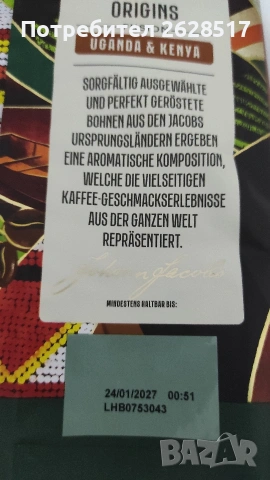 Потребител 2628517
ORIGINS
UGANDA & KENYA
SORGFÄLTIG AUSGEWÄHLTE
UND PERFEKT GERÖSTETE
BOHNEN AUS DEN JACOBS
URSPRUNGSLÄNDERN ERGEBEN
EINE AROMATISCHE KOMPOSITION,
WELCHE DIE VIELSEITIGEN
KAFFEE-GESCHMACKSERLEBNISSE
AUS DER GANZEN WELT
REPRÄSENTIERT.
Johann Jacobs
MINDESTENS HALTBAR BIS:
24/01/2027 00:51
LHB0753043
BAZAR